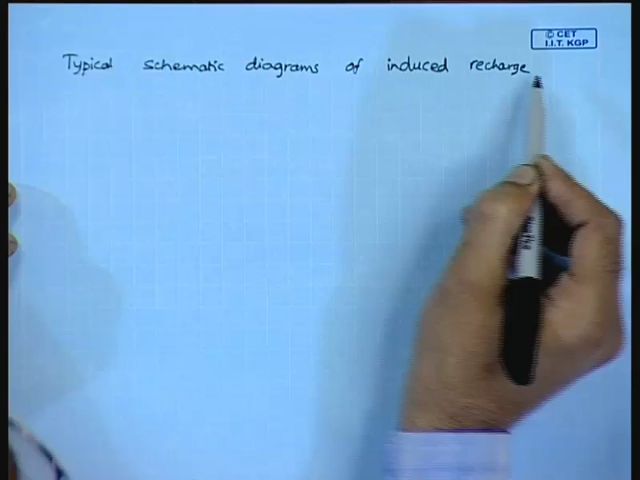 © CET
I.I.T. KGP
Typical schematic diagrams of induced recharge